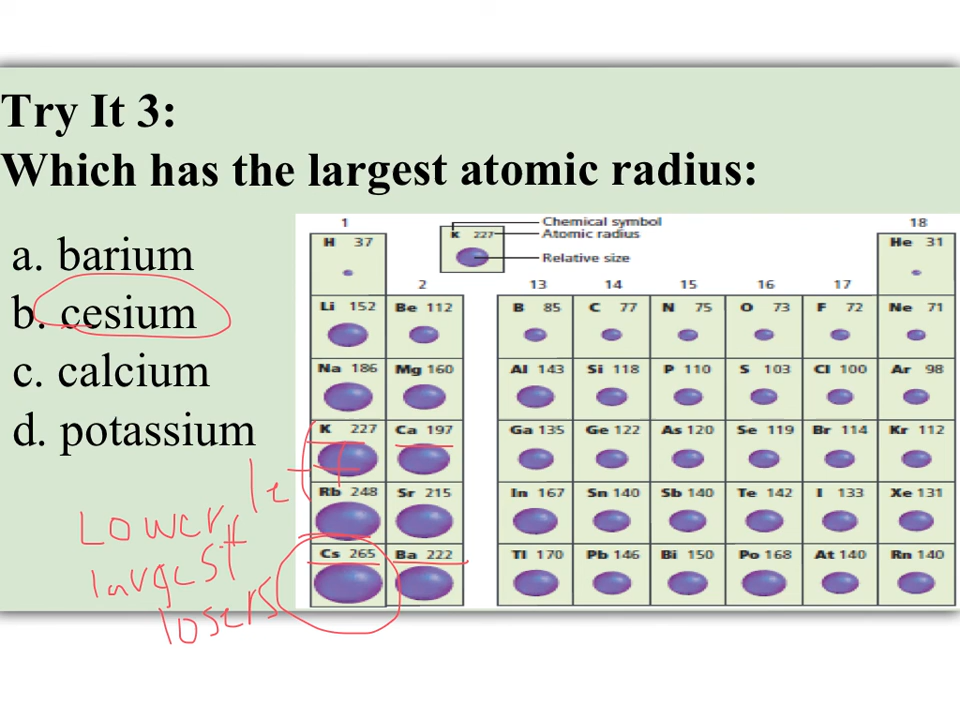 Try It 3:
Which has the largest atomic radius:
a. barium
b. cesium
c. calcium
d. potassium
1
Chemical symbol
18
H 37
K 227
Atomic radius
He 31
Relative size
2
13
14
15
16
17
Li 152
Be 112
B 85
C 77
N 75
O 73
F 72
Ne 71
Na 186
Mg 160
Al 143
Si 118
P 110
S 103
Cl 100
Ar 98
K 227
Ca 197
Ga 135
Ge 122
As 120
Se 119
Br 114
Kr 112
Rb 248
Sr 215
In 167
Sn 140
Sb 140
Te 142
I 133
Xe 131
Cs 265
Ba 222
Tl 170
Pb 146
Bi 150
Po 168
At 140
Rn 140
Lower left
largest
losers